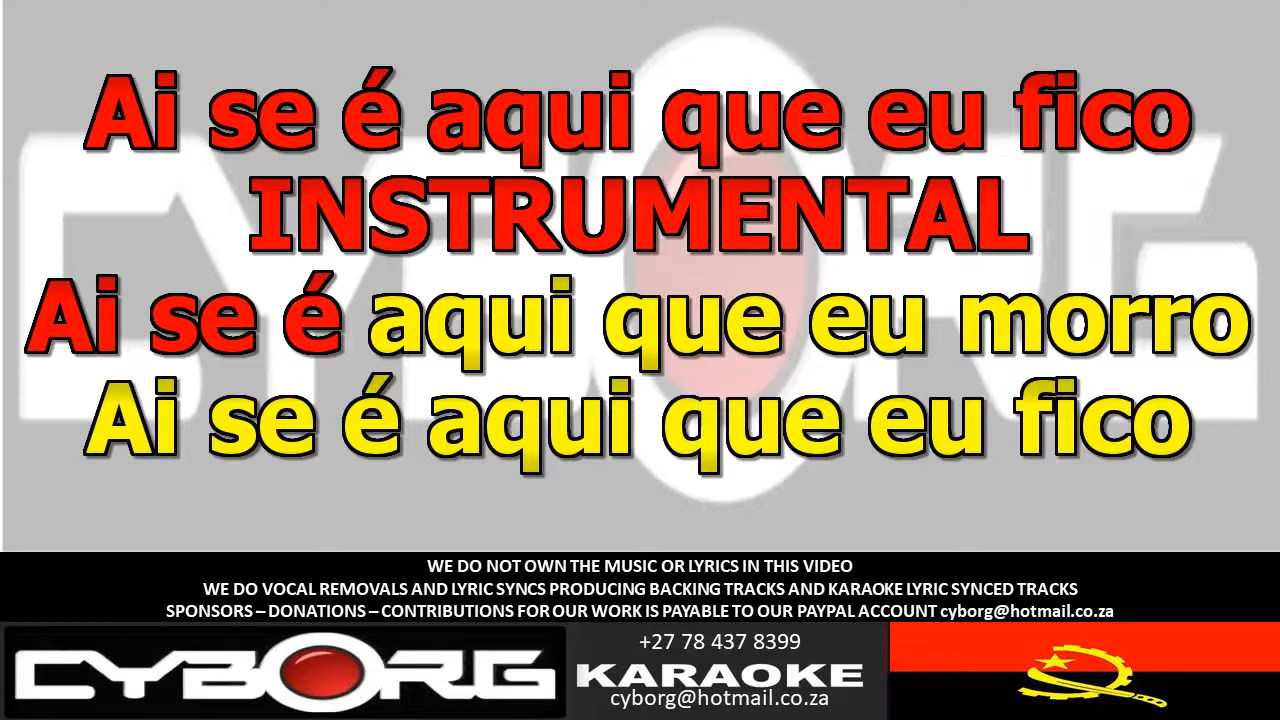 Ai se é aqui que eu fico
INSTRUMENTAL
Ai se é aqui que eu morro
Ai se é aqui que eu fico
WE DO NOT OWN THE MUSIC OR LYRICS IN THIS VIDEO
WE DO VOCAL REMOVALS AND LYRIC SYNCS PRODUCING BACKING TRACKS AND KARAOKE LYRIC SYNCED TRACKS
SPONSORS – DONATIONS – CONTRIBUTIONS FOR OUR WORK IS PAYABLE TO OUR PAYPAL ACCOUNT cyborg@hotmail.co.za
CYBORG
+27 78 437 8399
KARAOKE
cyborg@hotmail.co.za